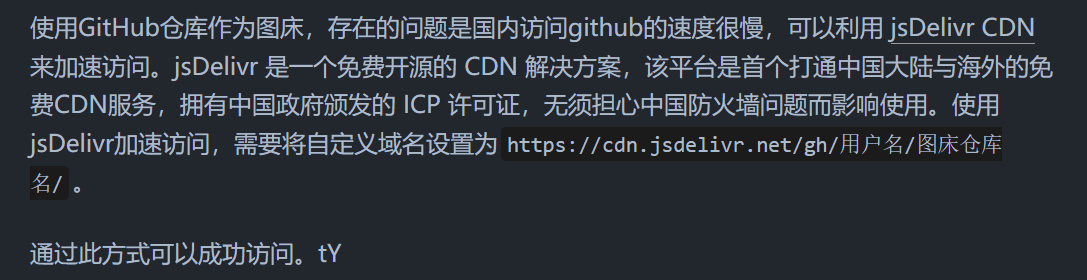 使用GitHub仓库作为图床，存在的问题是国内访问github的速度很慢，可以利用 jsDelivr CDN
来加速访问。jsDelivr 是一个免费开源的 CDN 解决方案，该平台是首个打通中国大陆与海外的免
费CDN服务，拥有中国政府颁发的 ICP 许可证，无须担心中国防火墙问题而影响使用。使用
jsDelivr加速访问，需要将自定义域名设置为 https://cdn.jsdelivr.net/gh/用户名/图床仓库
名/ 。
通过此方式可以成功访问。tY